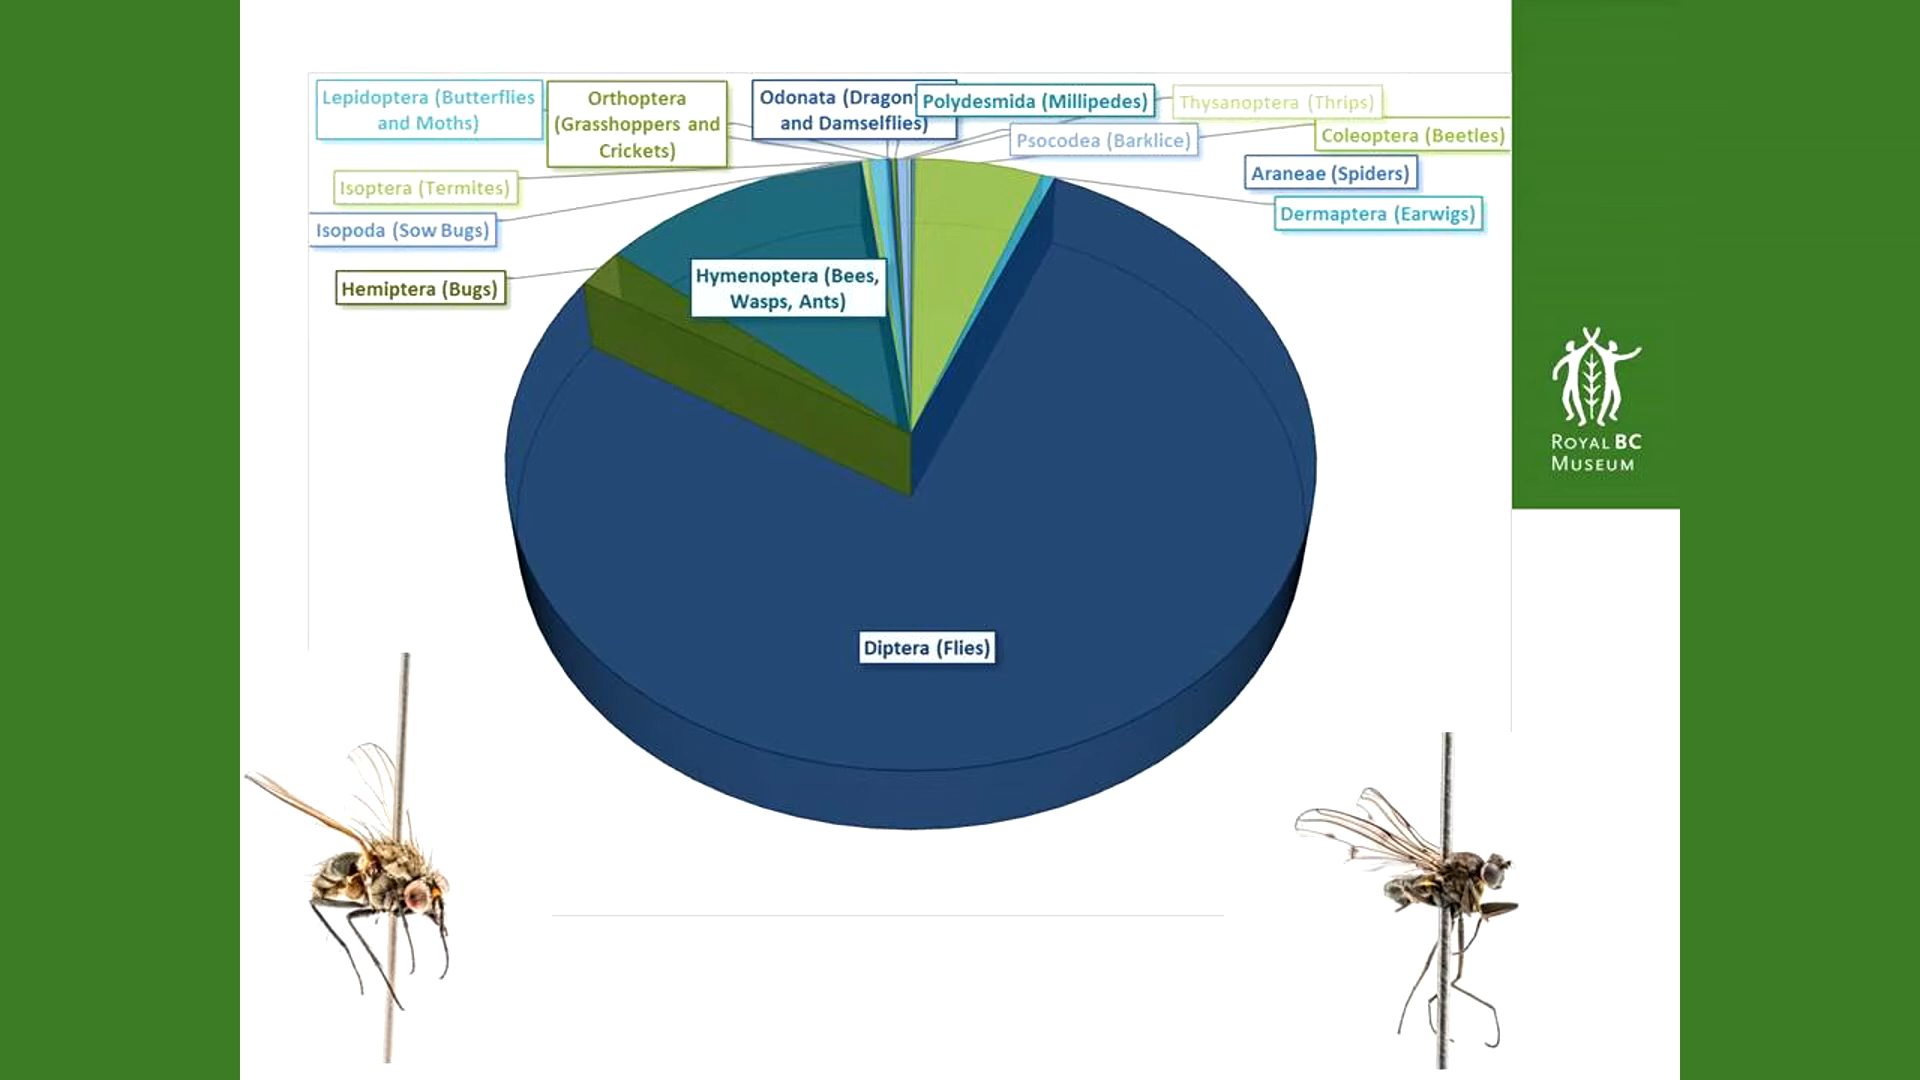 Lepidoptera (Butterflies
and Moths)
Orthoptera
(Grasshoppers and
Crickets)
Odonata (Dragon
and Damselflies)
Polydesmida (Millipedes)
Thysanoptera (Thrips)
Psocodea (Barklice)
Coleoptera (Beetles)
Isoptera (Termites)
Araneae (Spiders)
Isopoda (Sow Bugs)
Dermaptera (Earwigs)
Hemiptera (Bugs)
Hymenoptera (Bees,
Wasps, Ants)
Diptera (Flies)
ROYAL BC
MUSEUM